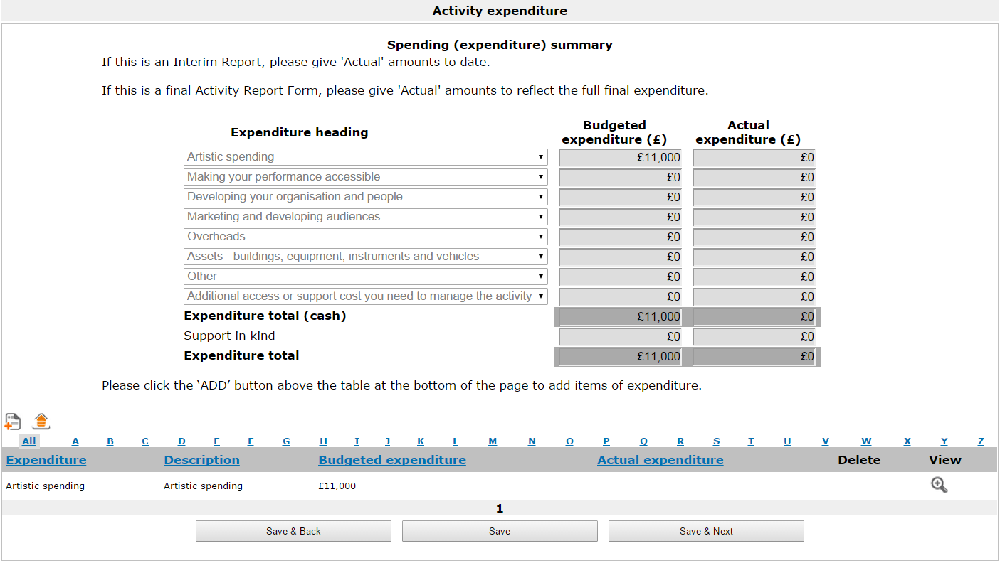 Activity expenditure
Spending (expenditure) summary
If this is an Interim Report, please give 'Actual' amounts to date.
If this is a final Activity Report Form, please give 'Actual' amounts to reflect the full final expenditure.
Expenditure heading Budgeted expenditure (£) Actual expenditure (£)
Artistic spending £11,000 £0
Making your performance accessible £0 £0
Developing your organisation and people £0 £0
Marketing and developing audiences £0 £0
Overheads £0 £0
Assets - buildings, equipment, instruments and vehicles £0 £0
Other £0 £0
Additional access or support cost you need to manage the activity £0 £0
Expenditure total (cash) £11,000 £0
Support in kind £0 £0
Expenditure total £11,000 £0
Please click the ‘ADD’ button above the table at the bottom of the page to add items of expenditure.
All A B C D E F G H I J K L M N O P Q R S T U V W X Y Z
Expenditure Description Budgeted expenditure Actual expenditure Delete View
Artistic spending Artistic spending £11,000
1
Save & Back Save Save & Next